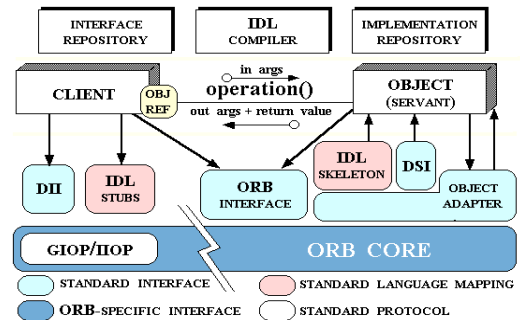 INTERFACE
REPOSITORY
IDL
COMPILER
IMPLEMENTATION
REPOSITORY
in args
operation()
out args + return value
CLIENT
OBJ
REF
OBJECT
(SERVANT)
DII
IDL
STUBS
ORB
INTERFACE
IDL
SKELETON
DSI
OBJECT
ADAPTER
GIOP/IIOP
ORB CORE
STANDARD INTERFACE
STANDARD LANGUAGE MAPPING
ORB-SPECIFIC INTERFACE
STANDARD PROTOCOL